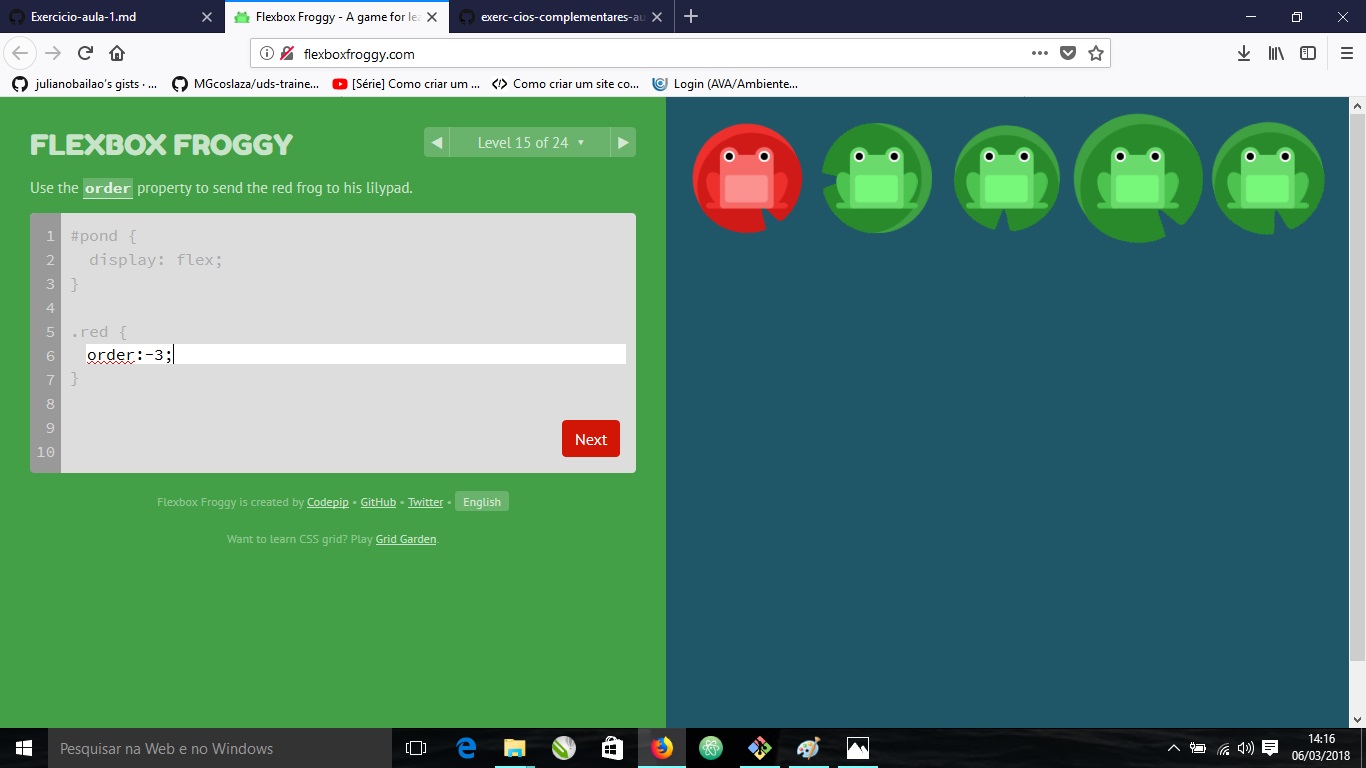 Exercicio-aula-1.md
Flexbox Froggy - A game for lea
exerc-cios-complementares-au
flexboxfroggy.com
julianobailao's gists · ...
MGcoslaza/uds-traine...
[Série] Como criar um ...
Como criar um site co...
Login (AVA/Ambiente...
FLEXBOX FROGGY
Level 15 of 24
Use the order property to send the red frog to his lilypad.
1 #pond {
2 display: flex;
3 }
4
5 .red {
6 order:-3;
7 }
8
9
10
Next
Flexbox Froggy is created by Codepip • GitHub • Twitter • English
Want to learn CSS grid? Play Grid Garden.
Pesquisar na Web e no Windows
14:16
06/03/2018